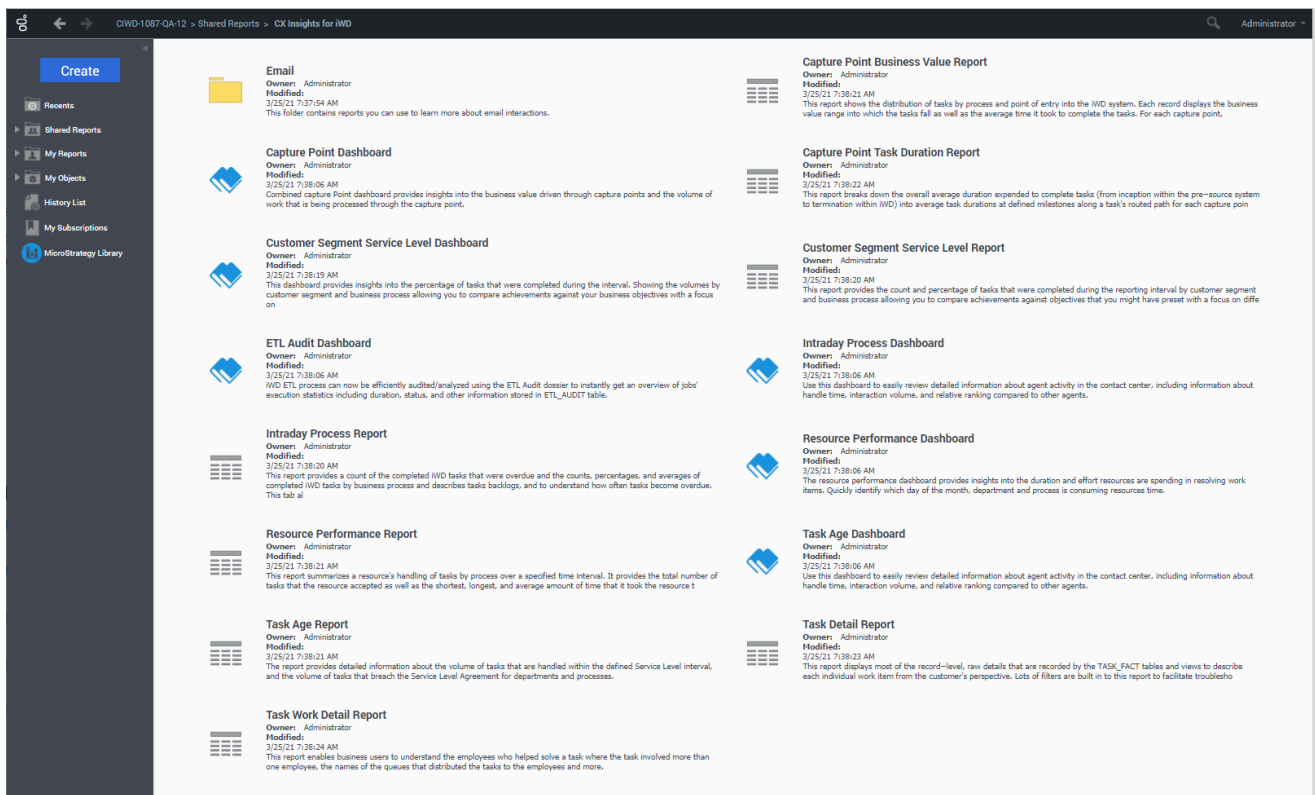 CIWD-1087-QA-12 > Shared Reports > CX Insights for iWD
Administrator
Create
Recents
Shared Reports
My Reports
My Objects
History List
My Subscriptions
MicroStrategy Library
Email
Owner: Administrator
Modified:
3/25/21 7:37:54 AM
This folder contains reports you can use to learn more about email interactions.
Capture Point Business Value Report
Owner: Administrator
Modified:
3/25/21 7:38:21 AM
This report shows the distribution of tasks by process and point of entry into the iWD system. Each record displays the business
value range into which the tasks fall as well as the average time it took to complete the tasks. For each capture point,
Capture Point Dashboard
Owner: Administrator
Modified:
3/25/21 7:38:06 AM
Combined capture Point dashboard provides insights into the business value driven through capture points and the volume of
work that is being processed through the capture point.
Capture Point Task Duration Report
Owner: Administrator
Modified:
3/25/21 7:38:22 AM
This report breaks down the overall average duration expended to complete tasks (from inception within the pre-source system
to termination within iWD) into average task durations at defined milestones along a task's routed path for each capture poin
Customer Segment Service Level Dashboard
Owner: Administrator
Modified:
3/25/21 7:38:19 AM
This dashboard provides insights into the percentage of tasks that were completed during the interval. Showing the volumes by
customer segment and business process allowing you to compare achievements against your business objectives with a focus
on
Customer Segment Service Level Report
Owner: Administrator
Modified:
3/25/21 7:38:20 AM
This report provides the count and percentage of tasks that were completed during the reporting interval by customer segment
and business process allowing you to compare achievements against objectives that you might have preset with a focus on diffe
ETL Audit Dashboard
Owner: Administrator
Modified:
3/25/21 7:38:06 AM
iWD ETL process can now be efficiently audited/analyzed using the ETL Audit dossier to instantly get an overview of jobs'
execution statistics including duration, status, and other information stored in ETL_AUDIT table.
Intraday Process Dashboard
Owner: Administrator
Modified:
3/25/21 7:38:06 AM
Use this dashboard to easily review detailed information about agent activity in the contact center, including information about
handle time, interaction volume, and relative ranking compared to other agents.
Intraday Process Report
Owner: Administrator
Modified:
3/25/21 7:38:20 AM
This report provides a count of the completed iWD tasks that were overdue and the counts, percentages, and averages of
completed iWD tasks by business process and describes tasks backlogs, and to understand how often tasks become overdue.
This tab al
Resource Performance Dashboard
Owner: Administrator
Modified:
3/25/21 7:38:06 AM
The resource performance dashboard provides insights into the duration and effort resources are spending in resolving work
items. Quickly identify which day of the month, department and process is consuming resources time.
Resource Performance Report
Owner: Administrator
Modified:
3/25/21 7:38:21 AM
This report summarizes a resource's handling of tasks by process over a specified time interval. It provides the total number of
tasks that the resource accepted as well as the shortest, longest, and average amount of time that it took the resource t
Task Age Dashboard
Owner: Administrator
Modified:
3/25/21 7:38:06 AM
Use this dashboard to easily review detailed information about agent activity in the contact center, including information about
handle time, interaction volume, and relative ranking compared to other agents.
Task Age Report
Owner: Administrator
Modified:
3/25/21 7:38:21 AM
The report provides detailed information about the volume of tasks that are handled within the defined Service Level interval,
and the volume of tasks that breach the Service Level Agreement for departments and processes.
Task Detail Report
Owner: Administrator
Modified:
3/25/21 7:38:23 AM
This report displays most of the record-level, raw details that are recorded by the TASK_FACT tables and views to describe
each individual work item from the customer's perspective. Lots of filters are built in to this report to facilitate troublesho
Task Work Detail Report
Owner: Administrator
Modified:
3/25/21 7:38:24 AM
This report enables business users to understand the employees who helped solve a task where the task involved more than
one employee, the names of the queues that distributed the tasks to the employees and more.